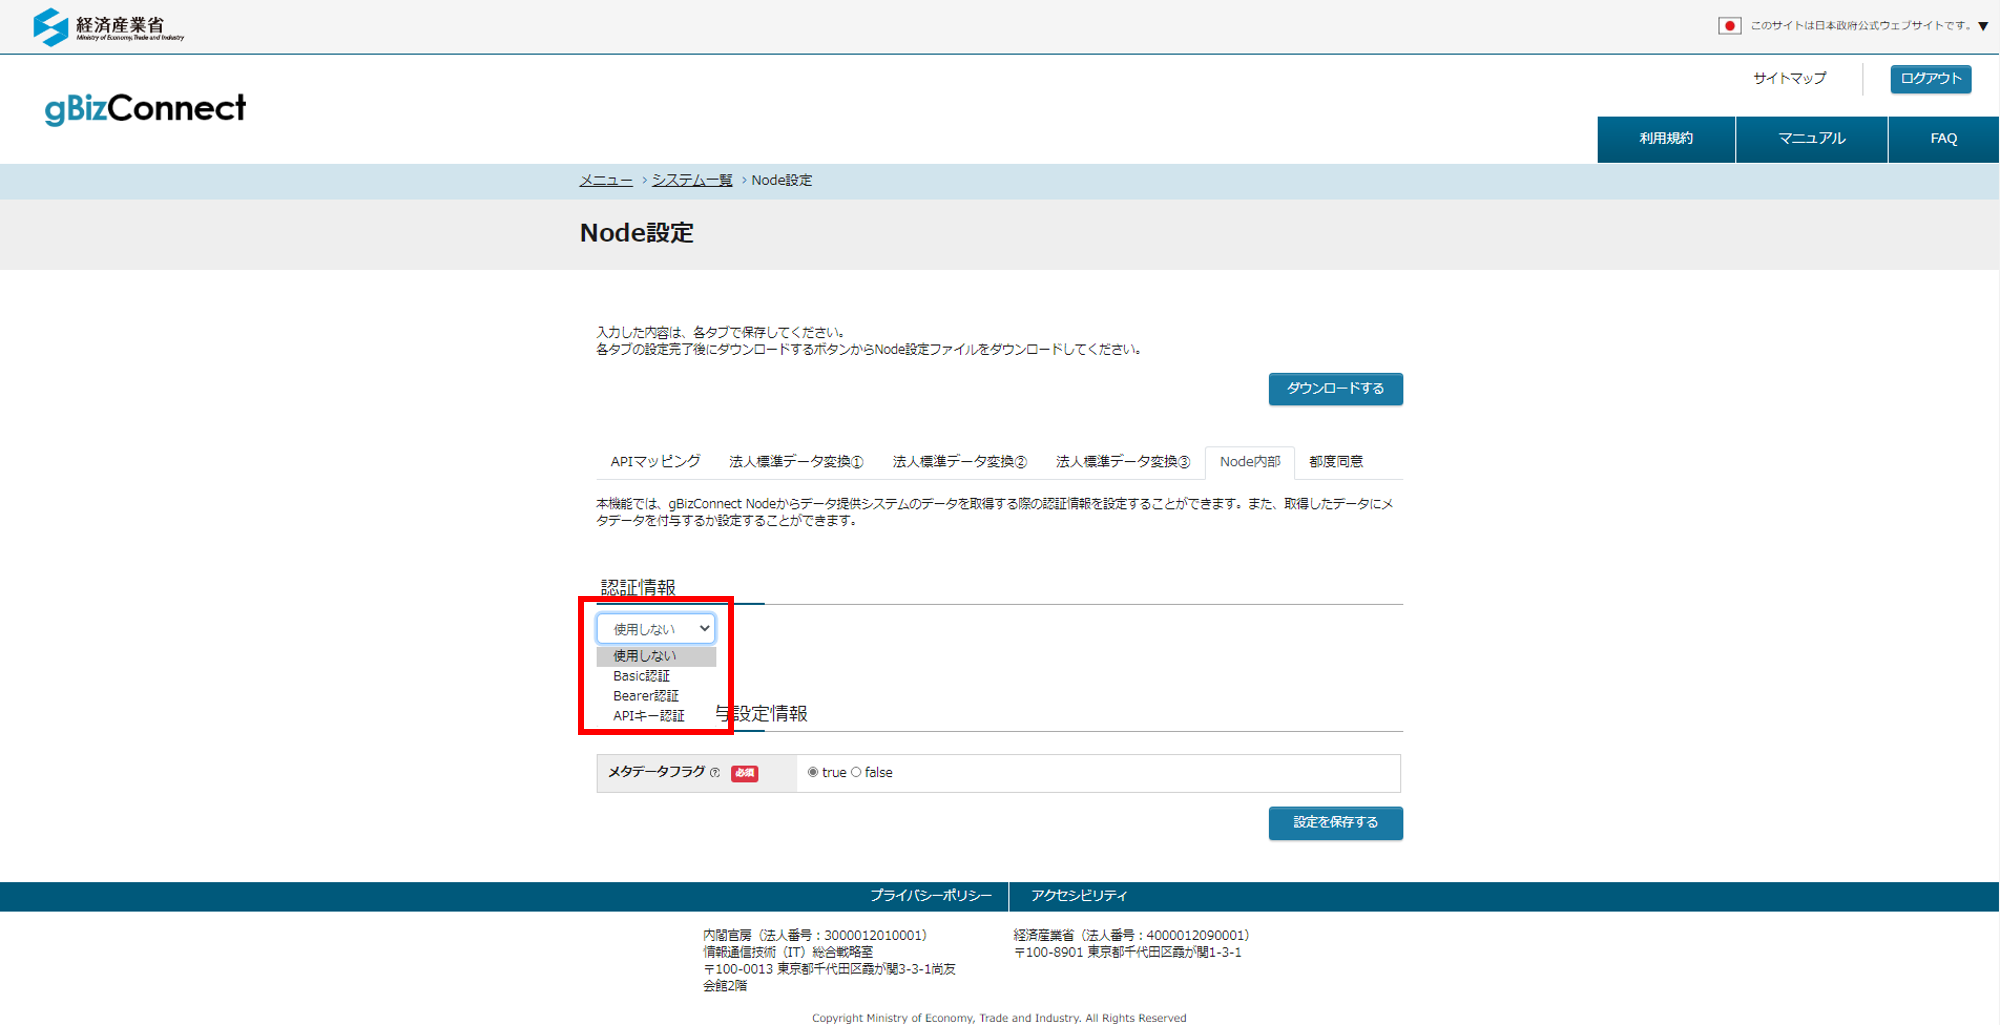 経済産業省
Ministry of Economy, Trade and Industry
このサイトは日本政府公式ウェブサイトです。▼
gBizConnect
サイトマップ
ログアウト
利用規約
マニュアル
FAQ
メニュー › システム一覧 › Node設定
Node設定
入力した内容は、各タブで保存してください。
各タブの設定完了後にダウンロードするボタンからNode設定ファイルをダウンロードしてください。
ダウンロードする
APIマッピング
法人標準データ変換①
法人標準データ変換②
法人標準データ変換③
Node内部
都度同意
本機能では、gBizConnect Nodeからデータ提供システムのデータを取得する際の認証情報を設定することができます。また、取得したデータにメ
タデータを付与するか設定することができます。
認証情報
使用しない
使用しない
Basic認証
Bearer認証
APIキー認証
与設定情報
メタデータフラグ ? 必須
true
false
設定を保存する
プライバシーポリシー
アクセシビリティ
内閣官房（法人番号：3000012010001）
情報通信技術（IT）総合戦略室
〒100-0013 東京都千代田区霞が関3-3-1尚友
会館2階
経済産業省（法人番号：4000012090001）
〒100-8901 東京都千代田区霞が関1-3-1
Copyright Ministry of Economy, Trade and Industry. All Rights Reserved